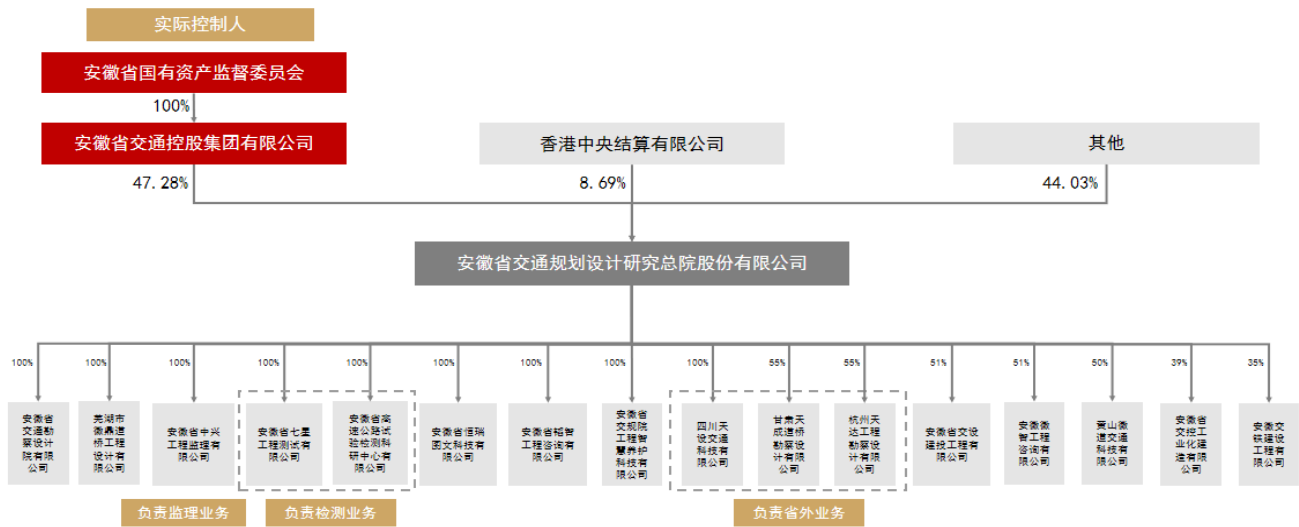 实际控制人
安徽省国有资产监督委员会
100%
安徽省交通控股集团有限公司
香港中央结算有限公司
其他
47.28%
8.69%
44.03%
安徽省交通规划设计研究总院股份有限公司
100%
100%
100%
100%
100%
100%
100%
100%
100%
55%
55%
51%
51%
50%
39%
35%
安徽省
交通勘
察设计
院有限
公司
芜湖市
徽鼎道
桥工程
设计有
限公司
安徽省中兴
工程监理有
限公司
安徽省七星
工程测试有
限公司
安徽省高
速公路试
验检测科
研中心有
限公司
安徽省恒瑞
图文科技有
限公司
安徽省韬智
工程咨询有
限公司
安徽省
交规院
工程智
慧养护
科技有
限公司
四川天
设交通
科技有
限公司
甘肃天
成道桥
勘察设
计有限
公司
杭州天
达工程
勘察设
计有限
公司
安徽省交设
建投工程有
限公司
安徽徽
智工程
咨询有
限公司
黄山徽
道交通
科技有
限公司
安徽省
交控工
业化建
造有限
公司
安徽交
铁建设
工程有
限公司
负责监理业务
负责检测业务
负责省外业务